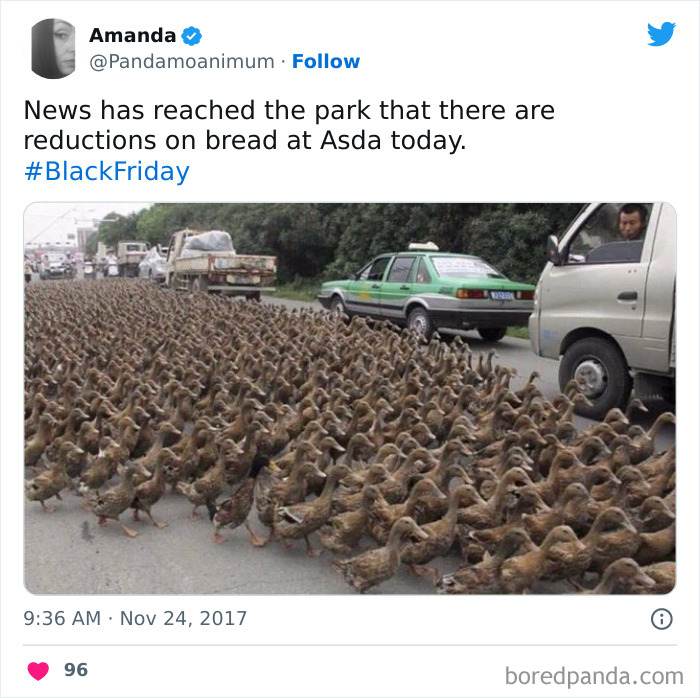 Amanda
@Pandamoanimum · Follow
News has reached the park that there are
reductions on bread at Asda today.
#BlackFriday
9:36 AM · Nov 24, 2017
96
boredpanda.com